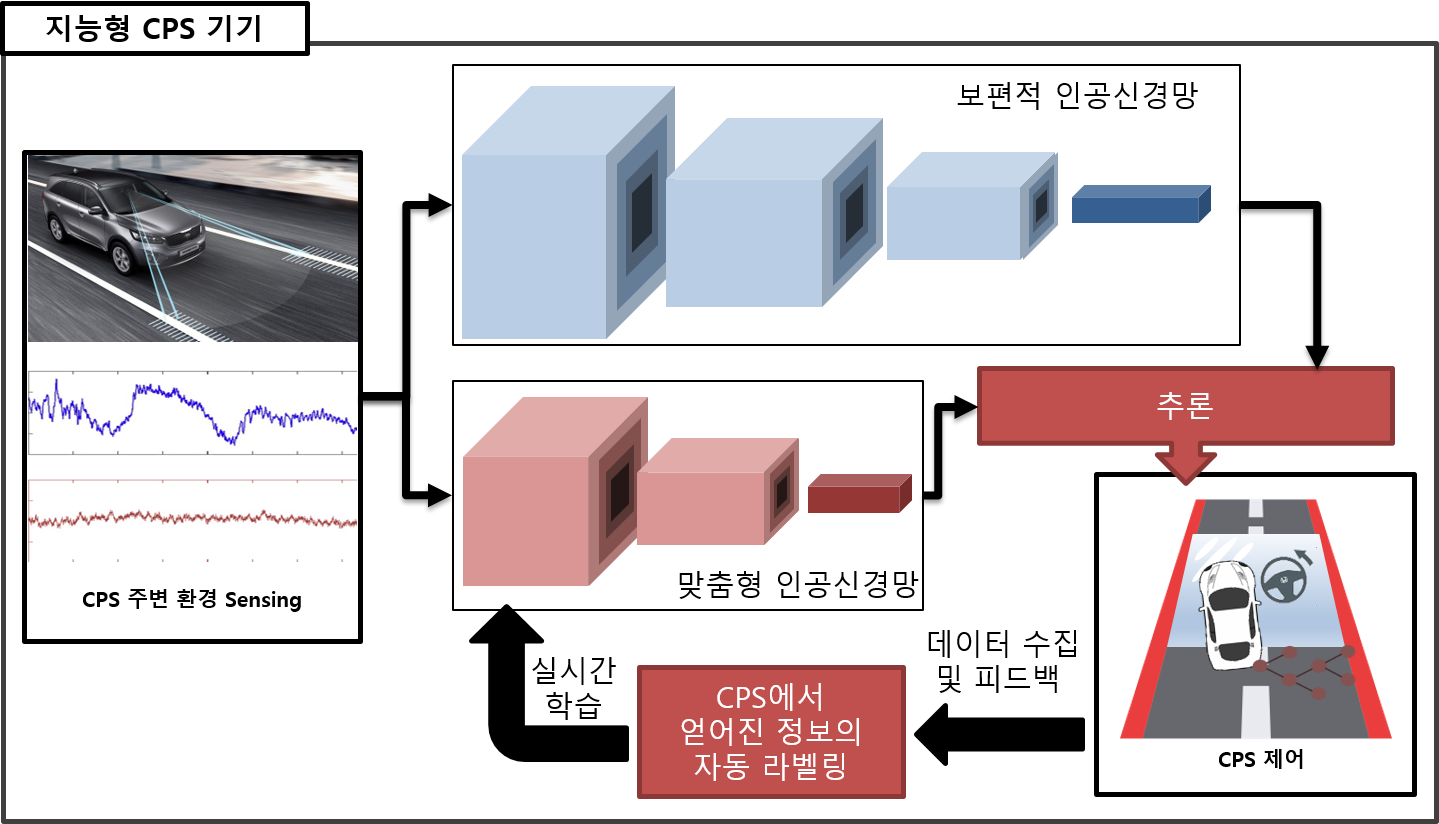 지능형 CPS 기기
보편적 인공신경망
추론
맞춤형 인공신경망
CPS 주변 환경 Sensing
실시간
학습
CPS에서
얻어진 정보의
자동 라벨링
데이터 수집
및 피드백
CPS 제어